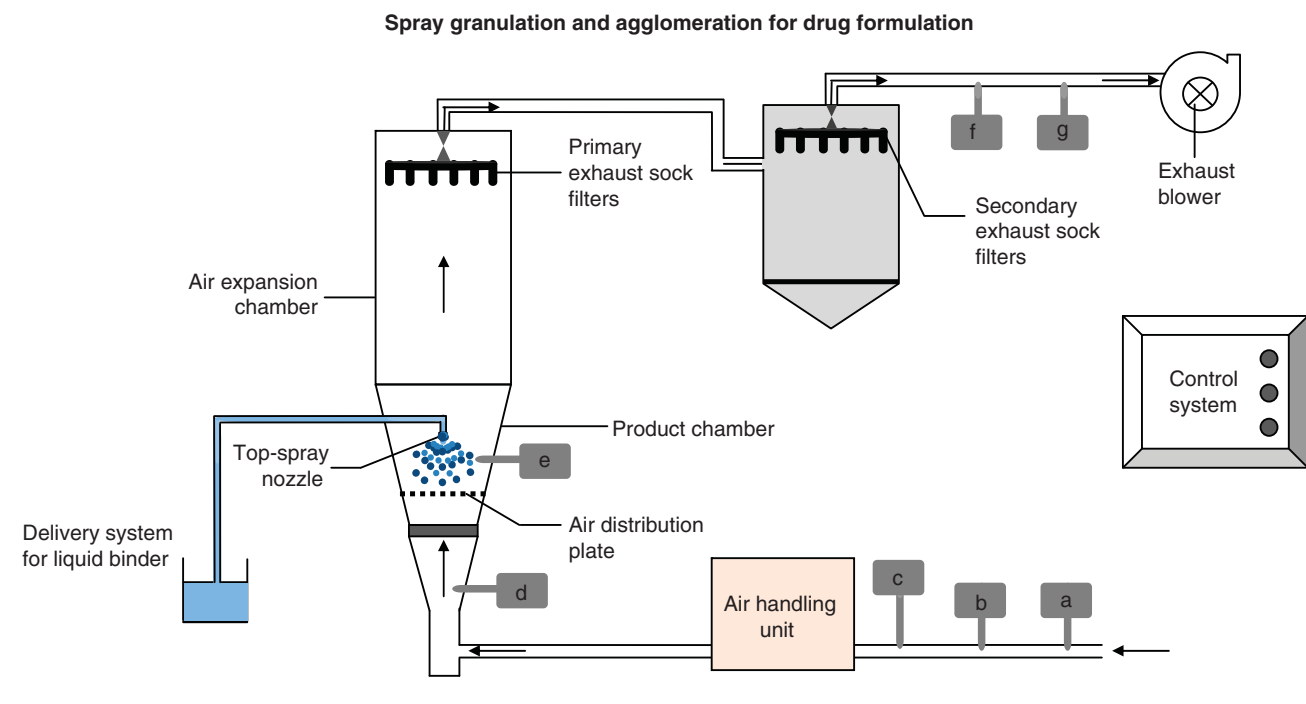 Spray granulation and agglomeration for drug formulation
f
g
Primary
exhaust sock
filters
Exhaust
blower
Secondary
exhaust sock
filters
Air expansion
chamber
Control
system
Product chamber
Top-spray
nozzle
e
Air distribution
plate
Delivery system
for liquid binder
d
Air handling
unit
c
b
a